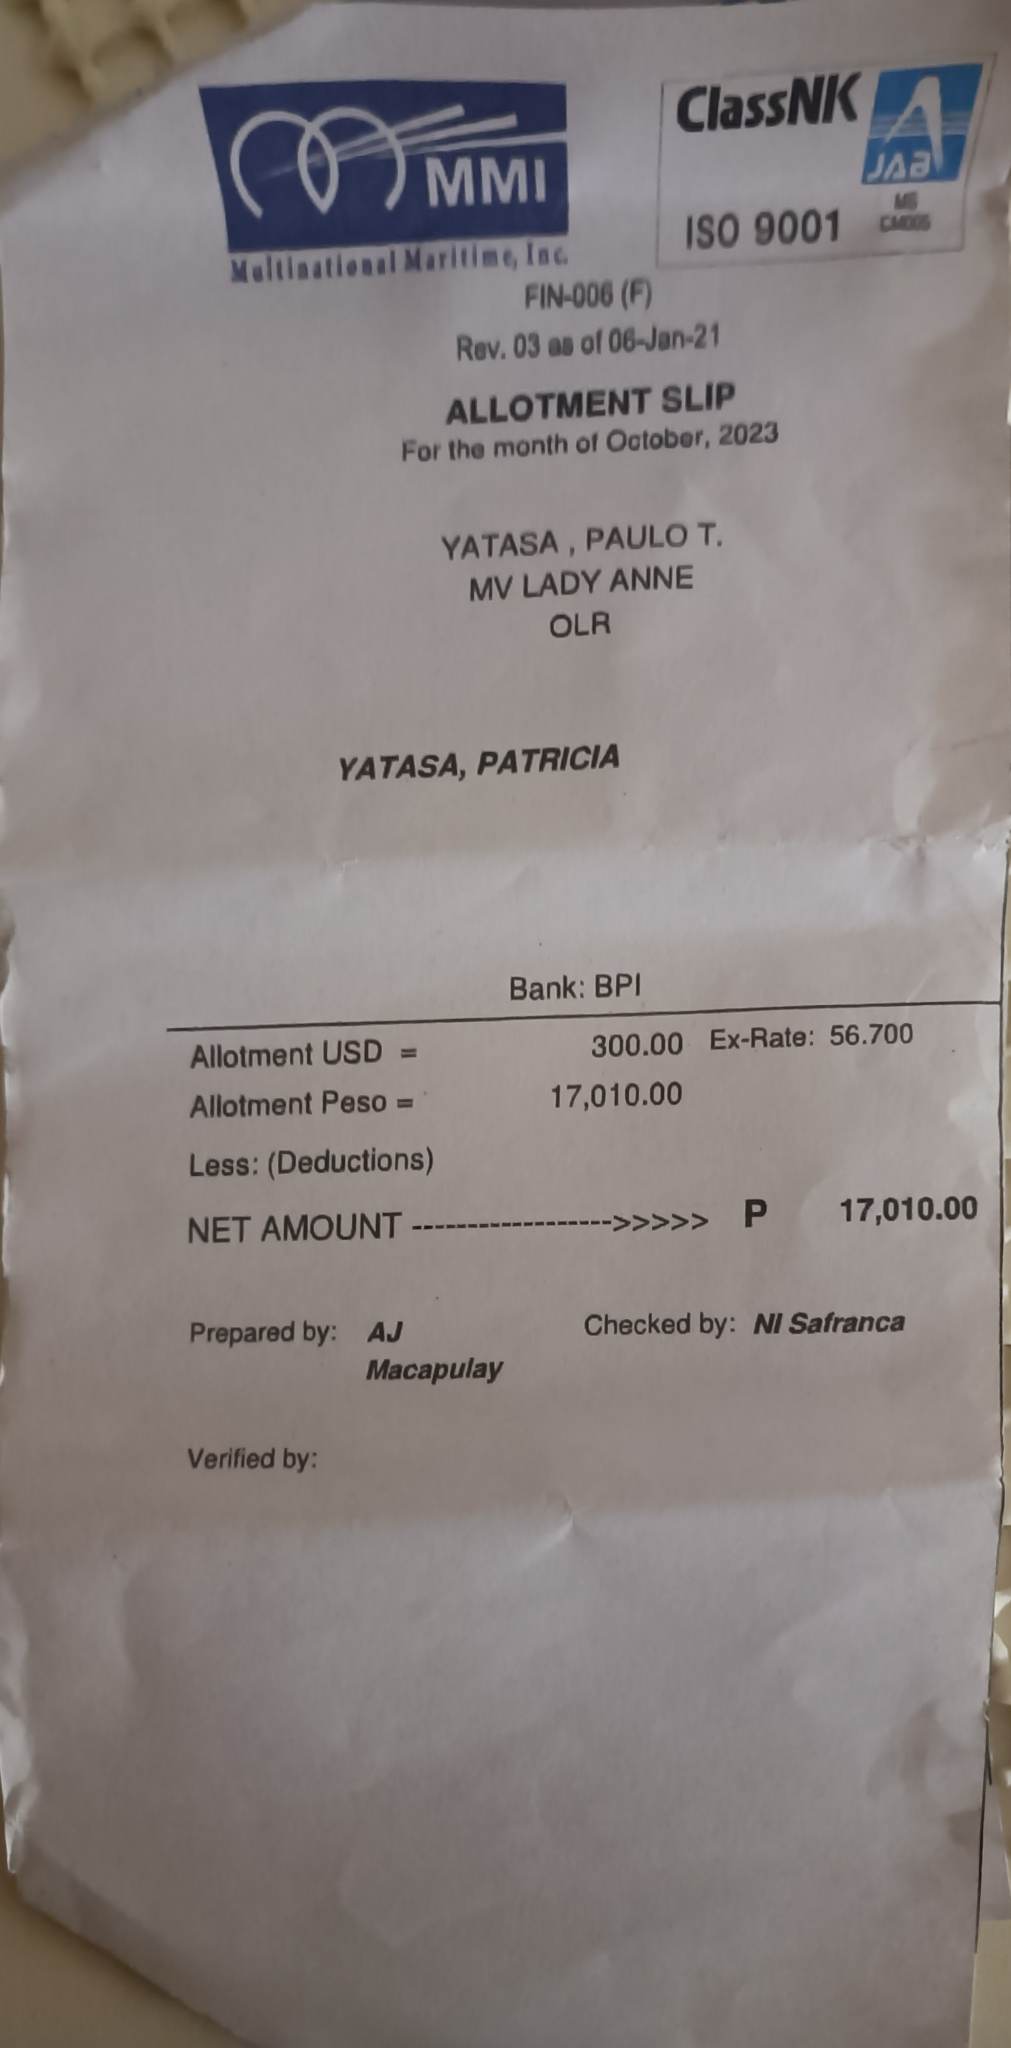 MMI
Multinational Maritime, Inc.
ClassNK
JAB
ISO 9001
MS
CM005
FIN-006 (F)
Rev. 03 as of 06-Jan-21
ALLOTMENT SLIP
For the month of October, 2023
YATASA , PAULO T.
MV LADY ANNE
OLR
YATASA, PATRICIA
Bank: BPI
Allotment USD = 300.00 Ex-Rate: 56.700
Allotment Peso = 17,010.00
Less: (Deductions)
NET AMOUNT ------------------->>>>> P 17,010.00
Prepared by: AJ Checked by: NI Safranca
Macapulay
Verified by: